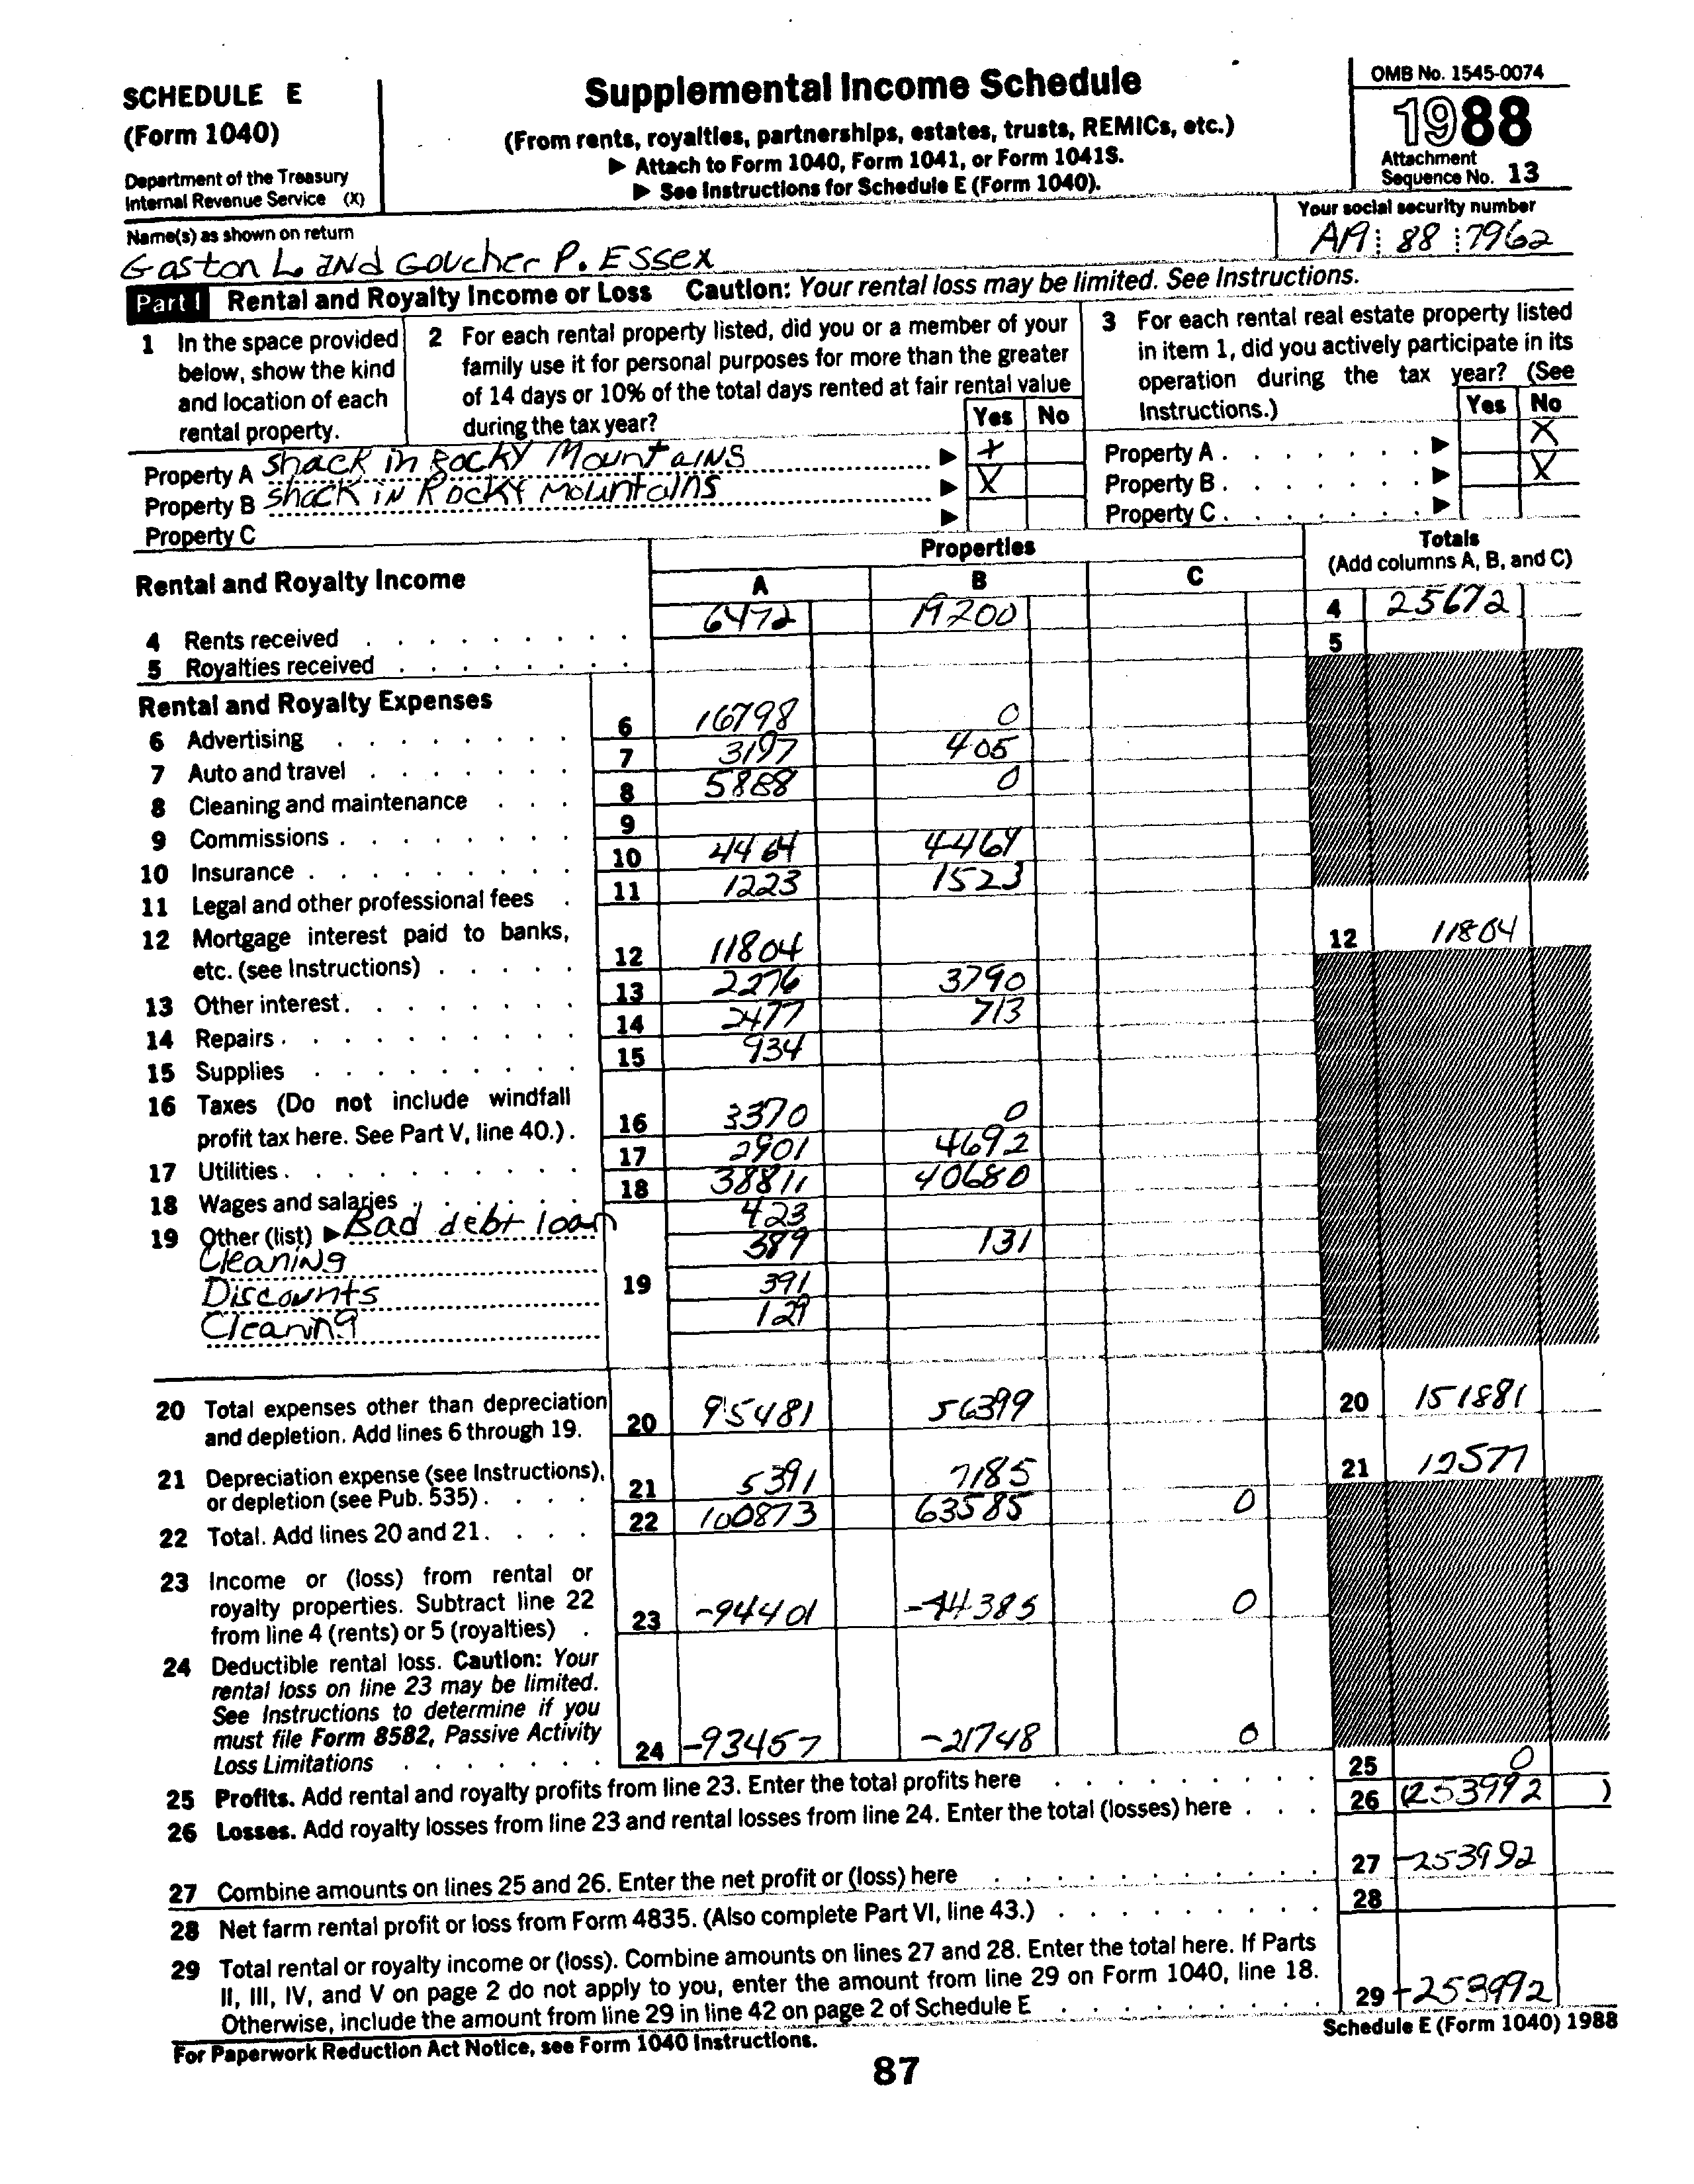 SCHEDULE E
(Form 1040)
Department of the Treasury
Internal Revenue Service (X)
Supplemental Income Schedule
(From rents, royalties, partnerships, estates, trusts, REMICs, etc.)
▶ Attach to Form 1040, Form 1041, or Form 1041S.
▶ See Instructions for Schedule E (Form 1040).
OMB No. 1545-0074
1988
Attachment
Sequence No. 13
Name(s) as shown on return
Gaston L. and Goucher P. Essex
Your social security number
88 7962
Part I Rental and Royalty Income or Loss Caution: Your rental loss may be limited. See Instructions.
1 In the space provided
below, show the kind
and location of each
rental property.
2 For each rental property listed, did you or a member of your
family use it for personal purposes for more than the greater
of 14 days or 10% of the total days rented at fair rental value
during the tax year?
Yes No
3 For each rental real estate property listed
in item 1, did you actively participate in its
operation during the tax year? (See
Instructions.)
Yes No
Property A shack in Rocky Mountains ▶ X
Property B shack in Rocky Mountains ▶ X
Property C ▶
Property A ▶ X
Property B ▶ X
Property C ▶
Rental and Royalty Income
Properties
A B C
Totals
(Add columns A, B, and C)
4 Rents received 6472 19200 4 25672
5 Royalties received 5
Rental and Royalty Expenses
6 Advertising 6 16798 0
7 Auto and travel 7 3197 405
8 Cleaning and maintenance 8 5888 0
9 Commissions 9
10 Insurance 10 4464 4464
11 Legal and other professional fees 11 1223 1523
12 Mortgage interest paid to banks,
etc. (see Instructions) 12 11804 12 11804
13 Other interest 13 2276 3790
14 Repairs 14 2477 713
15 Supplies 15 934
16 Taxes (Do not include windfall
profit tax here. See Part V, line 40.) 16 3370 0
17 Utilities 17 2901 4692
18 Wages and salaries 18 38811 40680
19 Other (list) ▶ Bad debt loan 423
Cleaning 389 131
Discounts 19 391
Cleaning 129
20 Total expenses other than depreciation
and depletion. Add lines 6 through 19. 20 95481 56399 20 151881
21 Depreciation expense (see Instructions),
or depletion (see Pub. 535) 21 5391 7185 21 12577
22 Total. Add lines 20 and 21. 22 100873 63585 0
23 Income or (loss) from rental or
royalty properties. Subtract line 22
from line 4 (rents) or 5 (royalties) 23 -94401 -44385 0
24 Deductible rental loss. Caution: Your
rental loss on line 23 may be limited.
See Instructions to determine if you
must file Form 8582, Passive Activity
Loss Limitations 24 -93457 -21748 0
25 Profits. Add rental and royalty profits from line 23. Enter the total profits here 25 0
26 Losses. Add royalty losses from line 23 and rental losses from line 24. Enter the total (losses) here 26 (253992)
27 Combine amounts on lines 25 and 26. Enter the net profit or (loss) here 27 -253992
28 Net farm rental profit or loss from Form 4835. (Also complete Part VI, line 43.) 28
29 Total rental or royalty income or (loss). Combine amounts on lines 27 and 28. Enter the total here. If Parts
II, III, IV, and V on page 2 do not apply to you, enter the amount from line 29 on Form 1040, line 18.
Otherwise, include the amount from line 29 in line 42 on page 2 of Schedule E 29 -253992
For Paperwork Reduction Act Notice, see Form 1040 Instructions.
Schedule E (Form 1040) 1988
87